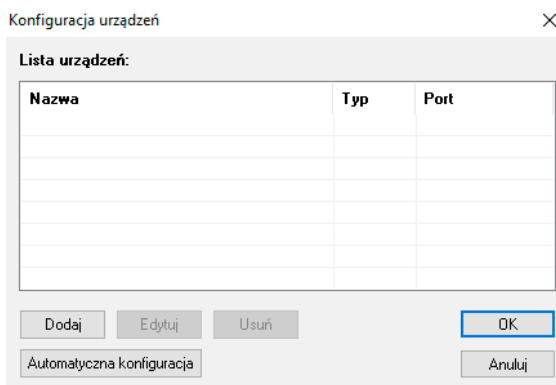 Konfiguracja urządzeń
Lista urządzeń:
Nazwa Typ Port
Dodaj Edytuj Usuń OK
Automatyczna konfiguracja Anuluj